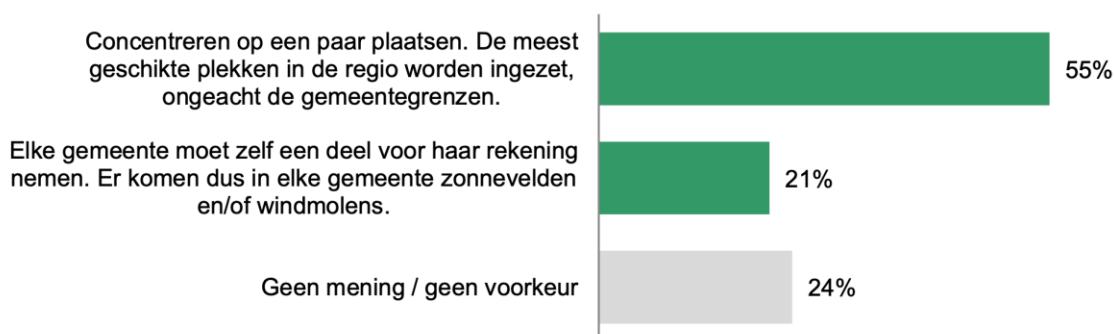 Concentreren op een paar plaatsen. De meest
geschikte plekken in de regio worden ingezet,
ongeacht de gemeentegrenzen.
55%
Elke gemeente moet zelf een deel voor haar rekening
nemen. Er komen dus in elke gemeente zonnevelden
en/of windmolens.
21%
Geen mening / geen voorkeur
24%